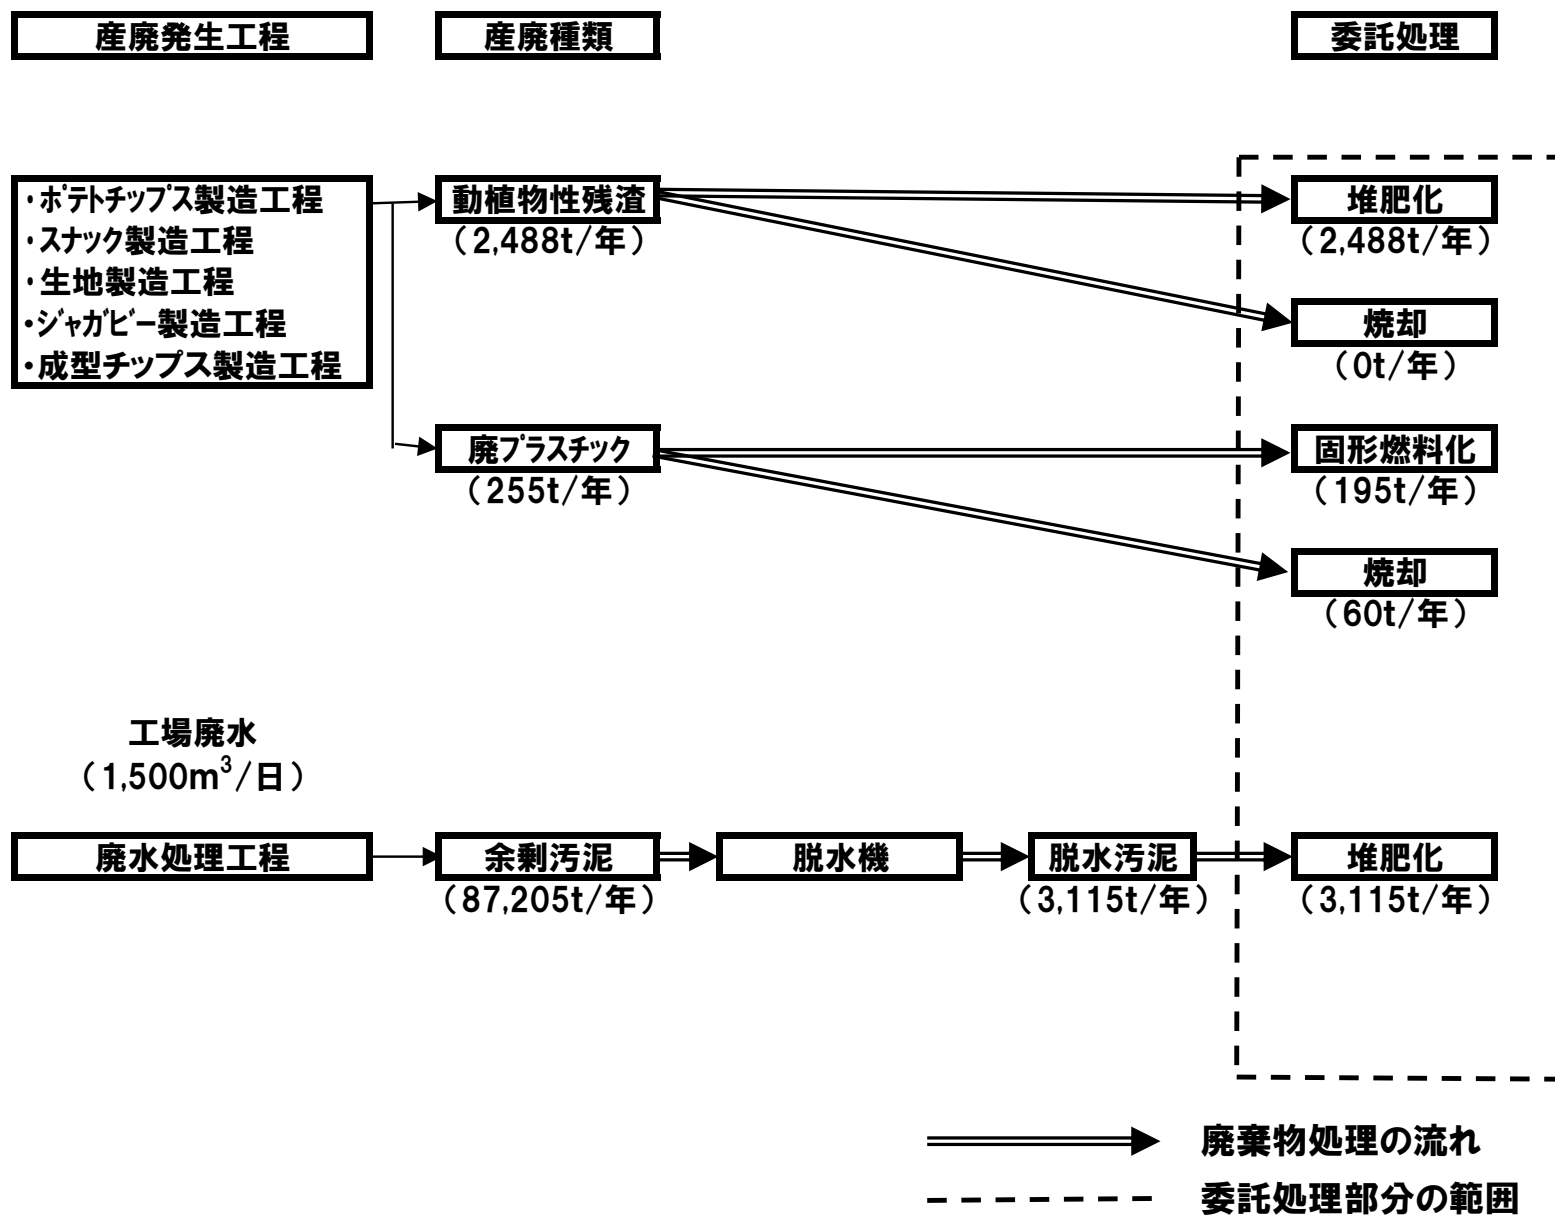 産廃発生工程
産廃種類
委託処理
・ポテトチップス製造工程
・スナック製造工程
・生地製造工程
・ジャガビー製造工程
・成型チップス製造工程
動植物性残渣
（2,488t/年）
堆肥化
（2,488t/年）
焼却
（0t/年）
廃プラスチック
（255t/年）
固形燃料化
（195t/年）
焼却
（60t/年）
工場廃水
（1,500m³/日）
廃水処理工程
余剰汚泥
（87,205t/年）
脱水機
脱水汚泥
（3,115t/年）
堆肥化
（3,115t/年）
廃棄物処理の流れ
委託処理部分の範囲